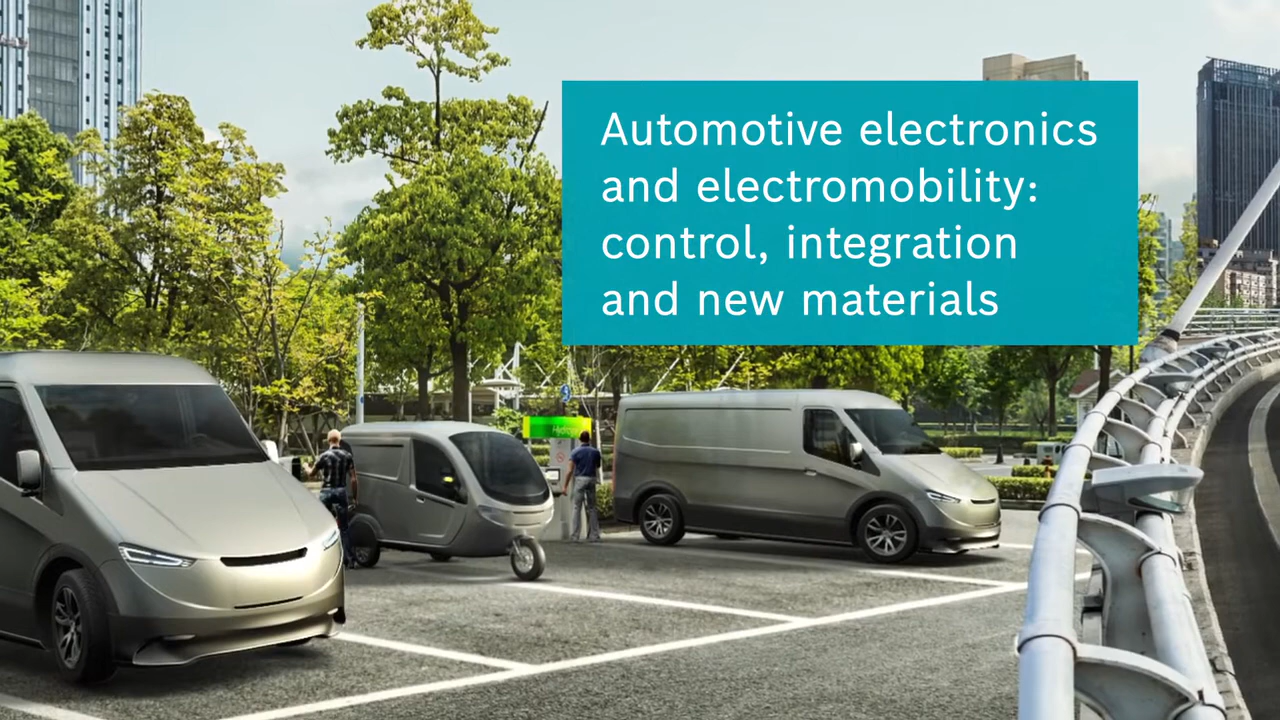 Automotive electronics
and electromobility:
control, integration
and new materials